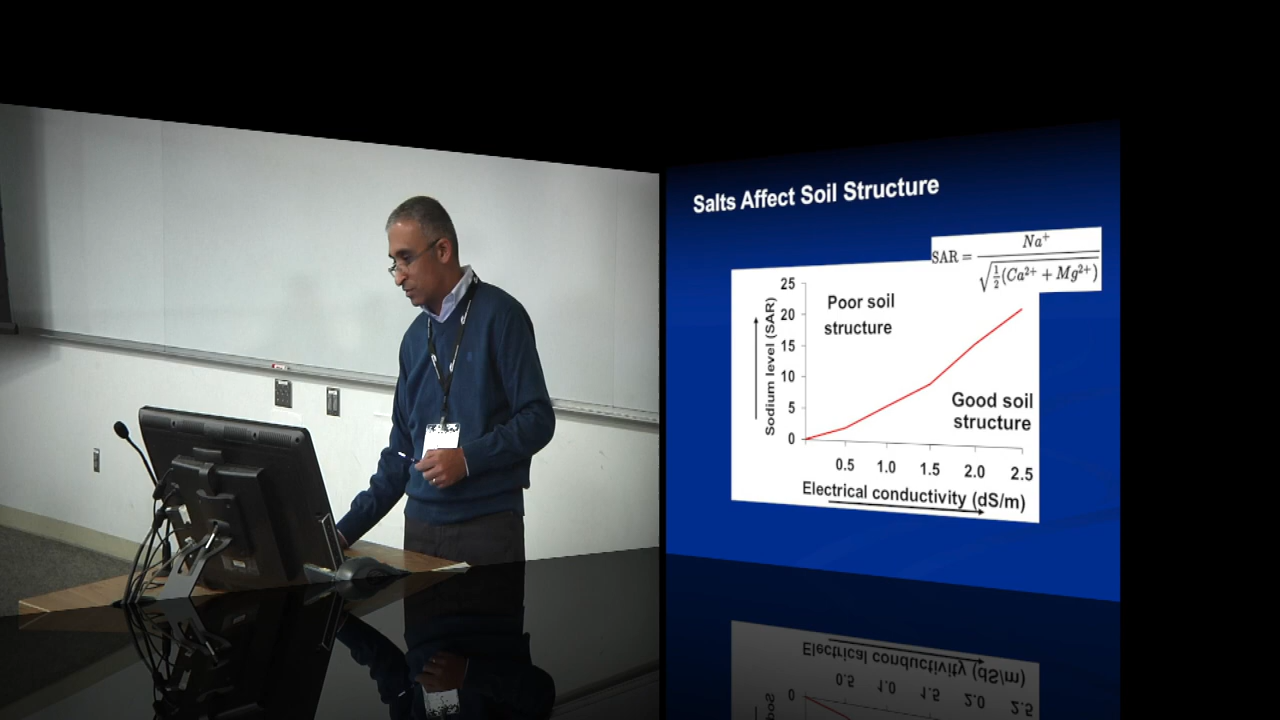 Salts Affect Soil Structure
SAR = Na⁺ / √(½(Ca²⁺ + Mg²⁺))
25
20
15
10
5
0
Sodium level (SAR)
Poor soil
structure
Good soil
structure
0.5 1.0 1.5 2.0 2.5
Electrical conductivity (dS/m)